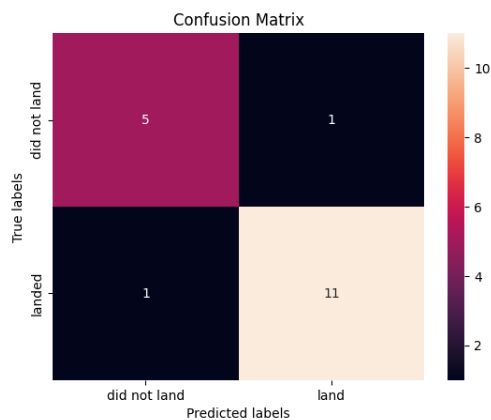 Confusion Matrix
True labels
did not land
5
1
landed
1
11
did not land
land
Predicted labels
10
8
6
4
2